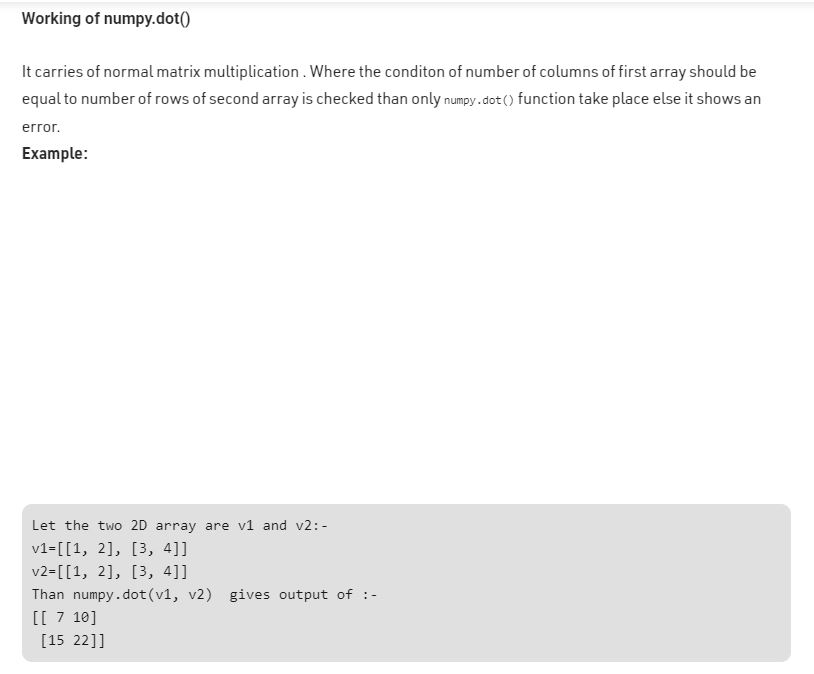 Working of numpy.dot()
It carries of normal matrix multiplication . Where the conditon of number of columns of first array should be
equal to number of rows of second array is checked than only numpy.dot() function take place else it shows an
error.
Example:
Let the two 2D array are v1 and v2:-
v1=[[1, 2], [3, 4]]
v2=[[1, 2], [3, 4]]
Than numpy.dot(v1, v2)  gives output of :-
[[ 7 10]
 [15 22]]